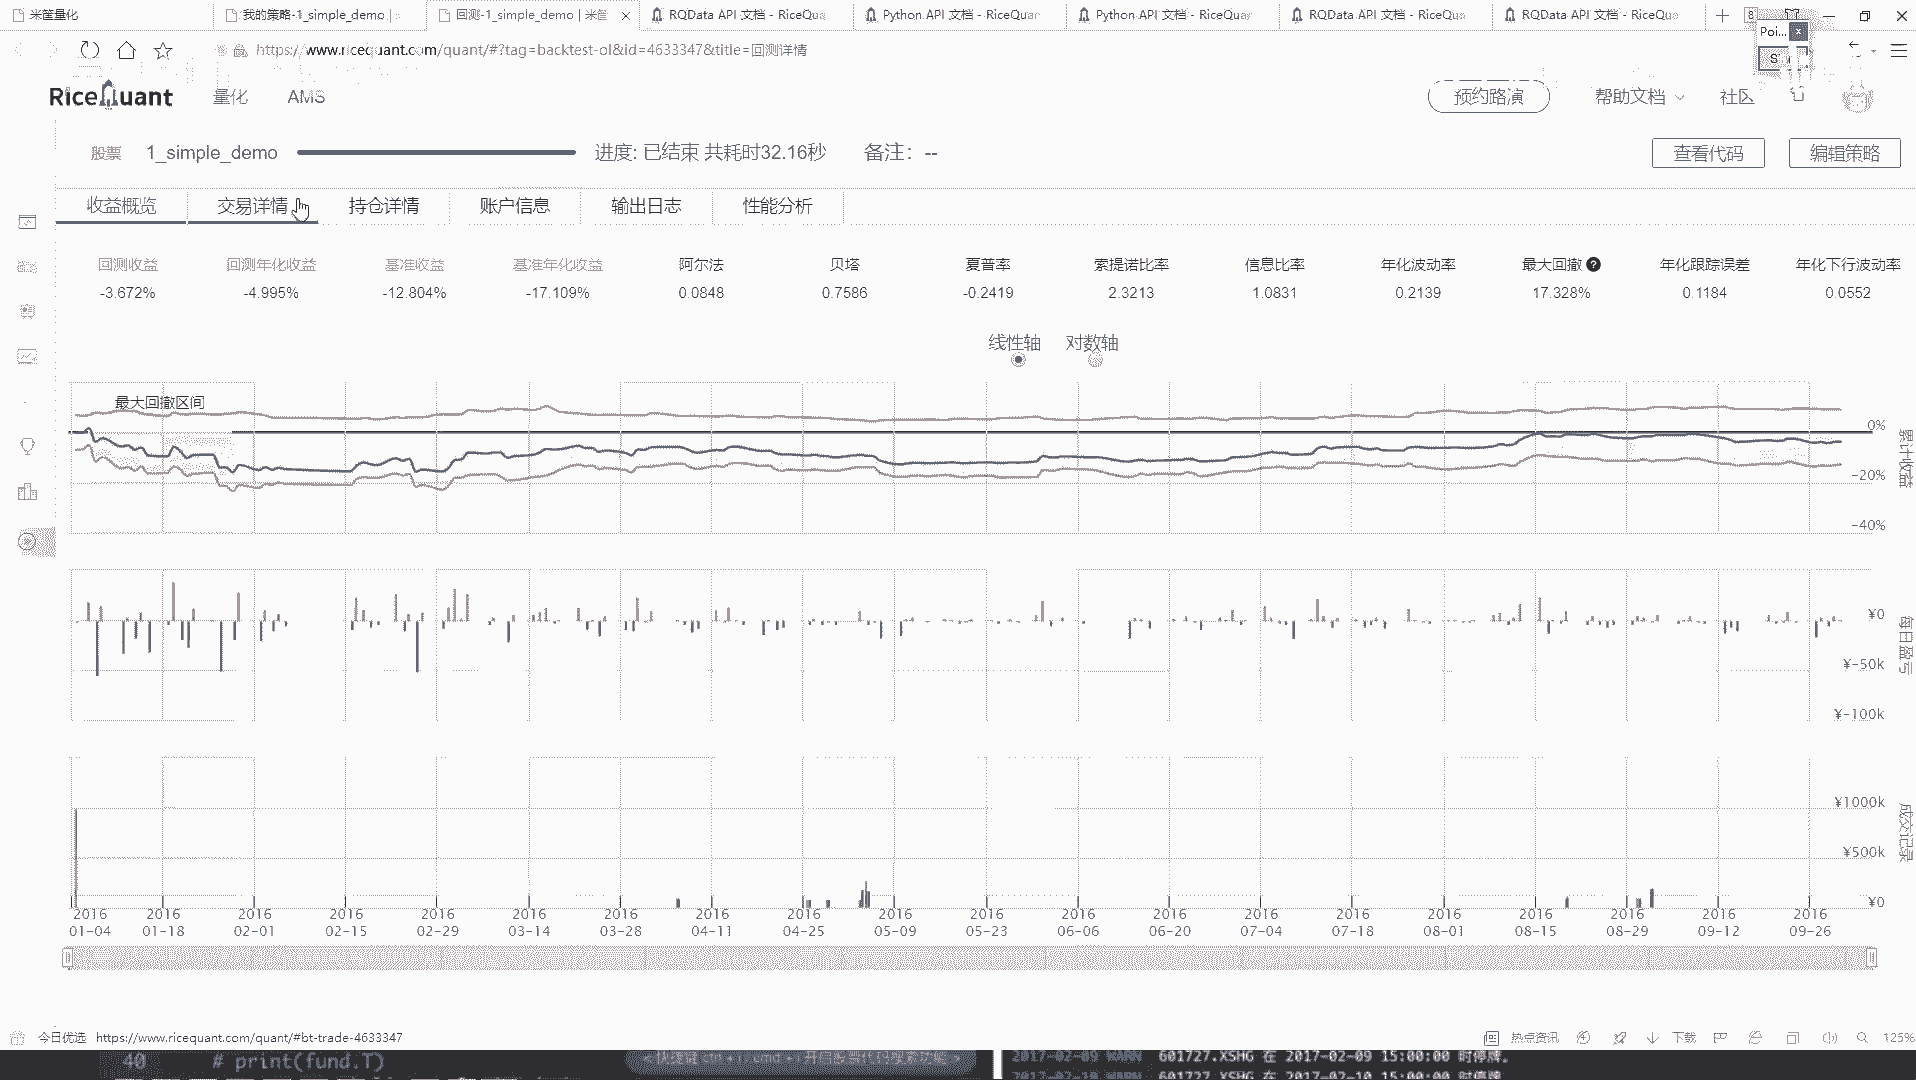 米筐量化
我的策略-1_simple_demo |
回测-1_simple_demo | 米筐
RQData API 文档 - RiceQua
Python API 文档 - RiceQuar
Python API 文档 - RiceQuar
RQData API 文档 - RiceQua
RQData API 文档 - RiceQuo
8
Poi...
https://www.ricequant.com/quant/#?tag=backtest-ol&id=4633347&title=回测详情
RiceQuant
量化
AMS
预约路演
帮助文档
社区
股票
1_simple_demo
进度: 已结束 共耗时32.16秒
备注： --
查看代码
编辑策略
收益概览
交易详情
持仓详情
账户信息
输出日志
性能分析
回测收益 回测年化收益 基准收益 基准年化收益 阿尔法 贝塔 夏普率 索提诺比率 信息比率 年化波动率 最大回撤 ? 年化跟踪误差 年化下行波动率
-3.672% -4.995% -12.804% -17.109% 0.0848 0.7586 -0.2419 2.3213 1.0831 0.2139 17.328% 0.1184 0.0552
线性轴 对数轴
最大回撤区间
0%
-20%
-40%
累计收益
¥0
¥-50k
¥-100k
每日盈亏
¥1000k
¥500k
¥0
成交记录
2016 2016 2016 2016 2016 2016 2016 2016 2016 2016 2016 2016 2016 2016 2016 2016 2016 2016 2016 2016
01-04 01-18 02-01 02-15 02-29 03-14 03-28 04-11 04-25 05-09 05-23 06-06 06-20 07-04 07-18 08-01 08-15 08-29 09-12 09-26
今日优选
https://www.ricequant.com/quant/#bt-trade-4633347
热点资讯
下载
125%
40 # print(fund.T)
2017-02-09 WARN 601727.XSHG 在 2017-02-09 15:00:00 时停牌。
2017-02-10 WARN 601727.XSHG 在 2017-02-10 15:00:00 时停牌。